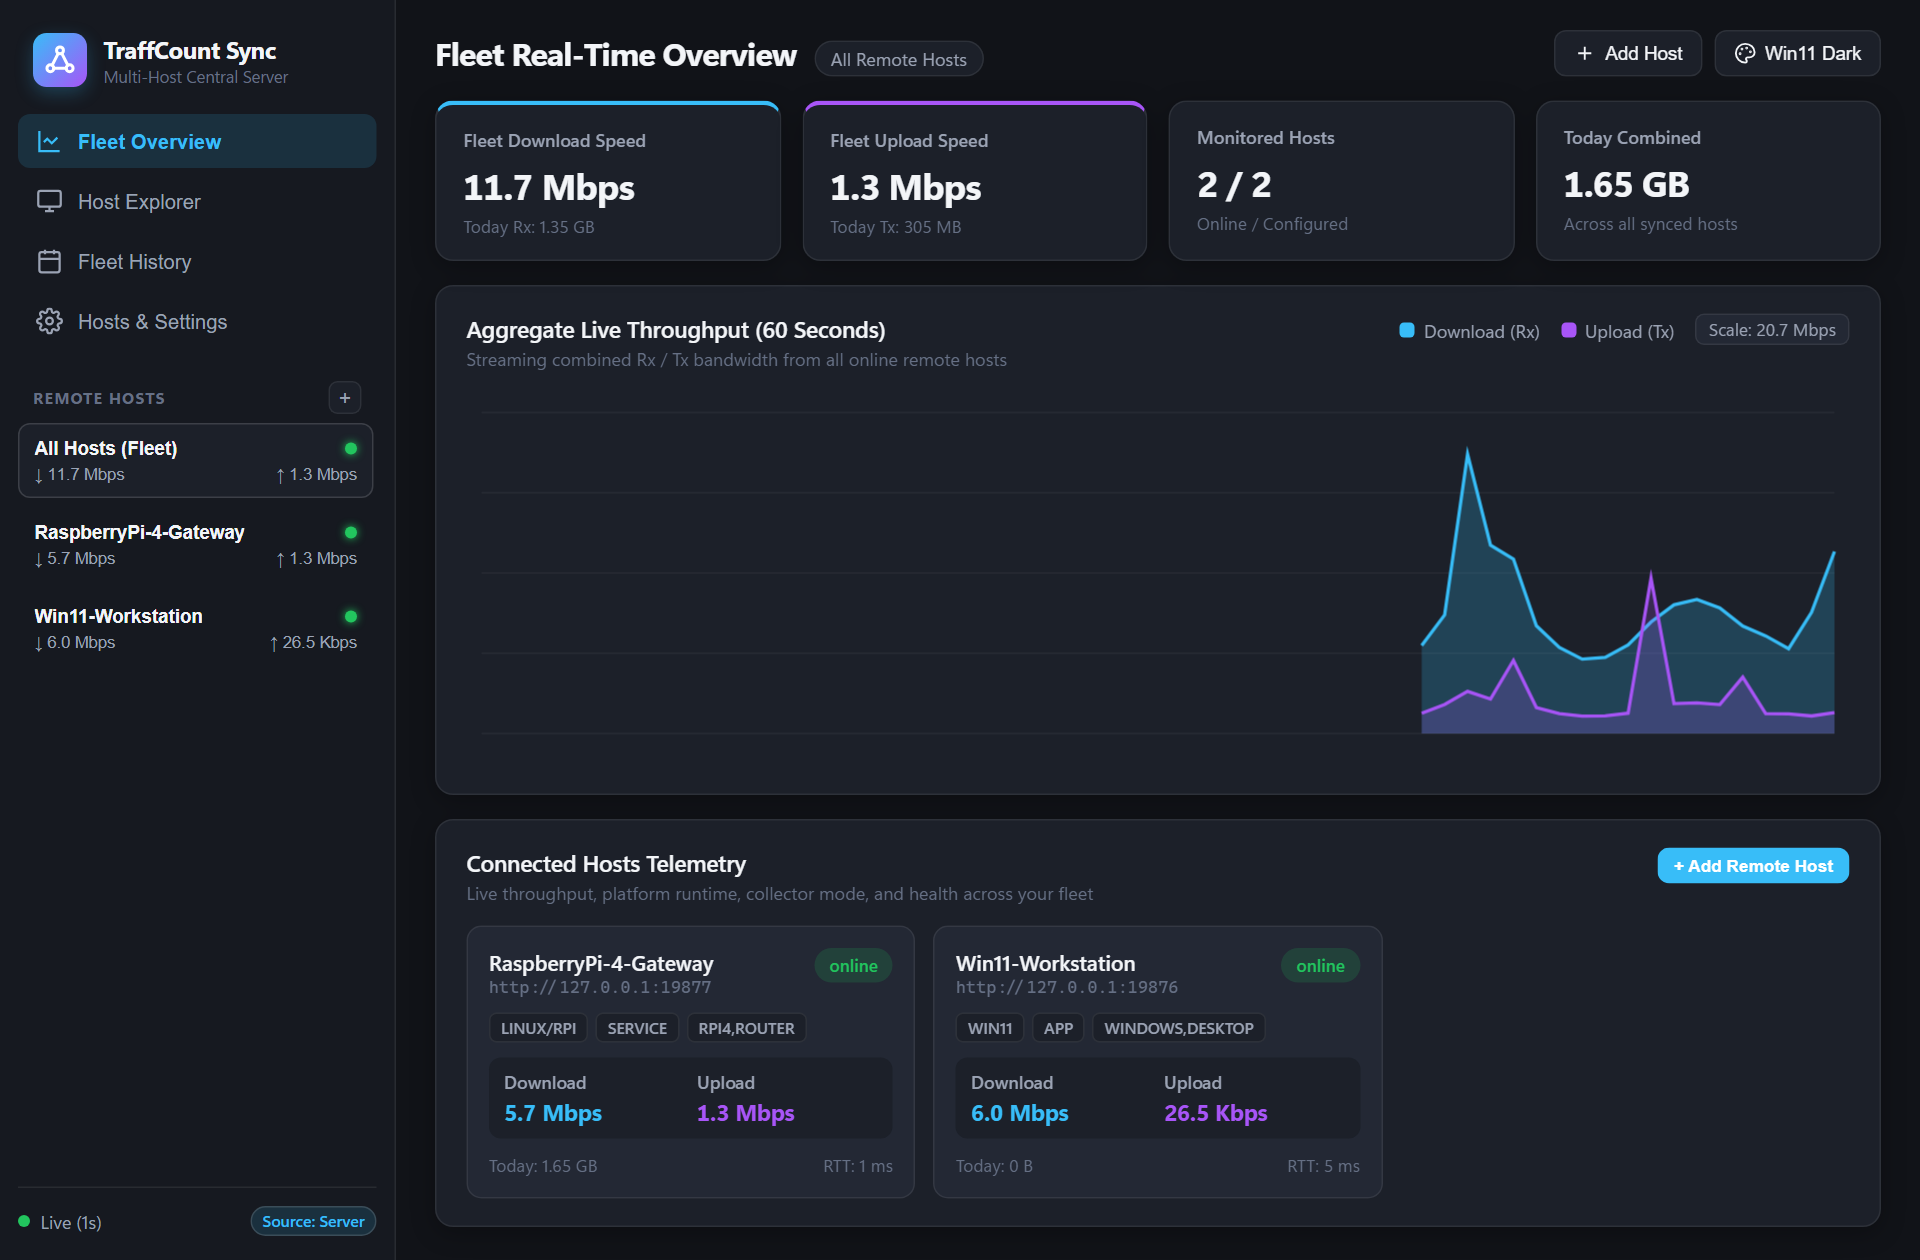 TraffCount Sync
Multi-Host Central Server
Fleet Overview
Host Explorer
Fleet History
Hosts & Settings
REMOTE HOSTS
+
All Hosts (Fleet)
↓ 11.7 Mbps ↑ 1.3 Mbps
RaspberryPi-4-Gateway
↓ 5.7 Mbps ↑ 1.3 Mbps
Win11-Workstation
↓ 6.0 Mbps ↑ 26.5 Kbps
Live (1s)
Source: Server
Fleet Real-Time Overview
All Remote Hosts
+ Add Host
Win11 Dark
Fleet Download Speed
11.7 Mbps
Today Rx: 1.35 GB
Fleet Upload Speed
1.3 Mbps
Today Tx: 305 MB
Monitored Hosts
2 / 2
Online / Configured
Today Combined
1.65 GB
Across all synced hosts
Aggregate Live Throughput (60 Seconds)
Streaming combined Rx / Tx bandwidth from all online remote hosts
Download (Rx)
Upload (Tx)
Scale: 20.7 Mbps
Connected Hosts Telemetry
Live throughput, platform runtime, collector mode, and health across your fleet
+ Add Remote Host
RaspberryPi-4-Gateway
online
http://127.0.0.1:19877
LINUX/RPI SERVICE RPI4,ROUTER
Download Upload
5.7 Mbps 1.3 Mbps
Today: 1.65 GB RTT: 1 ms
Win11-Workstation
online
http://127.0.0.1:19876
WIN11 APP WINDOWS,DESKTOP
Download Upload
6.0 Mbps 26.5 Kbps
Today: 0 B RTT: 5 ms